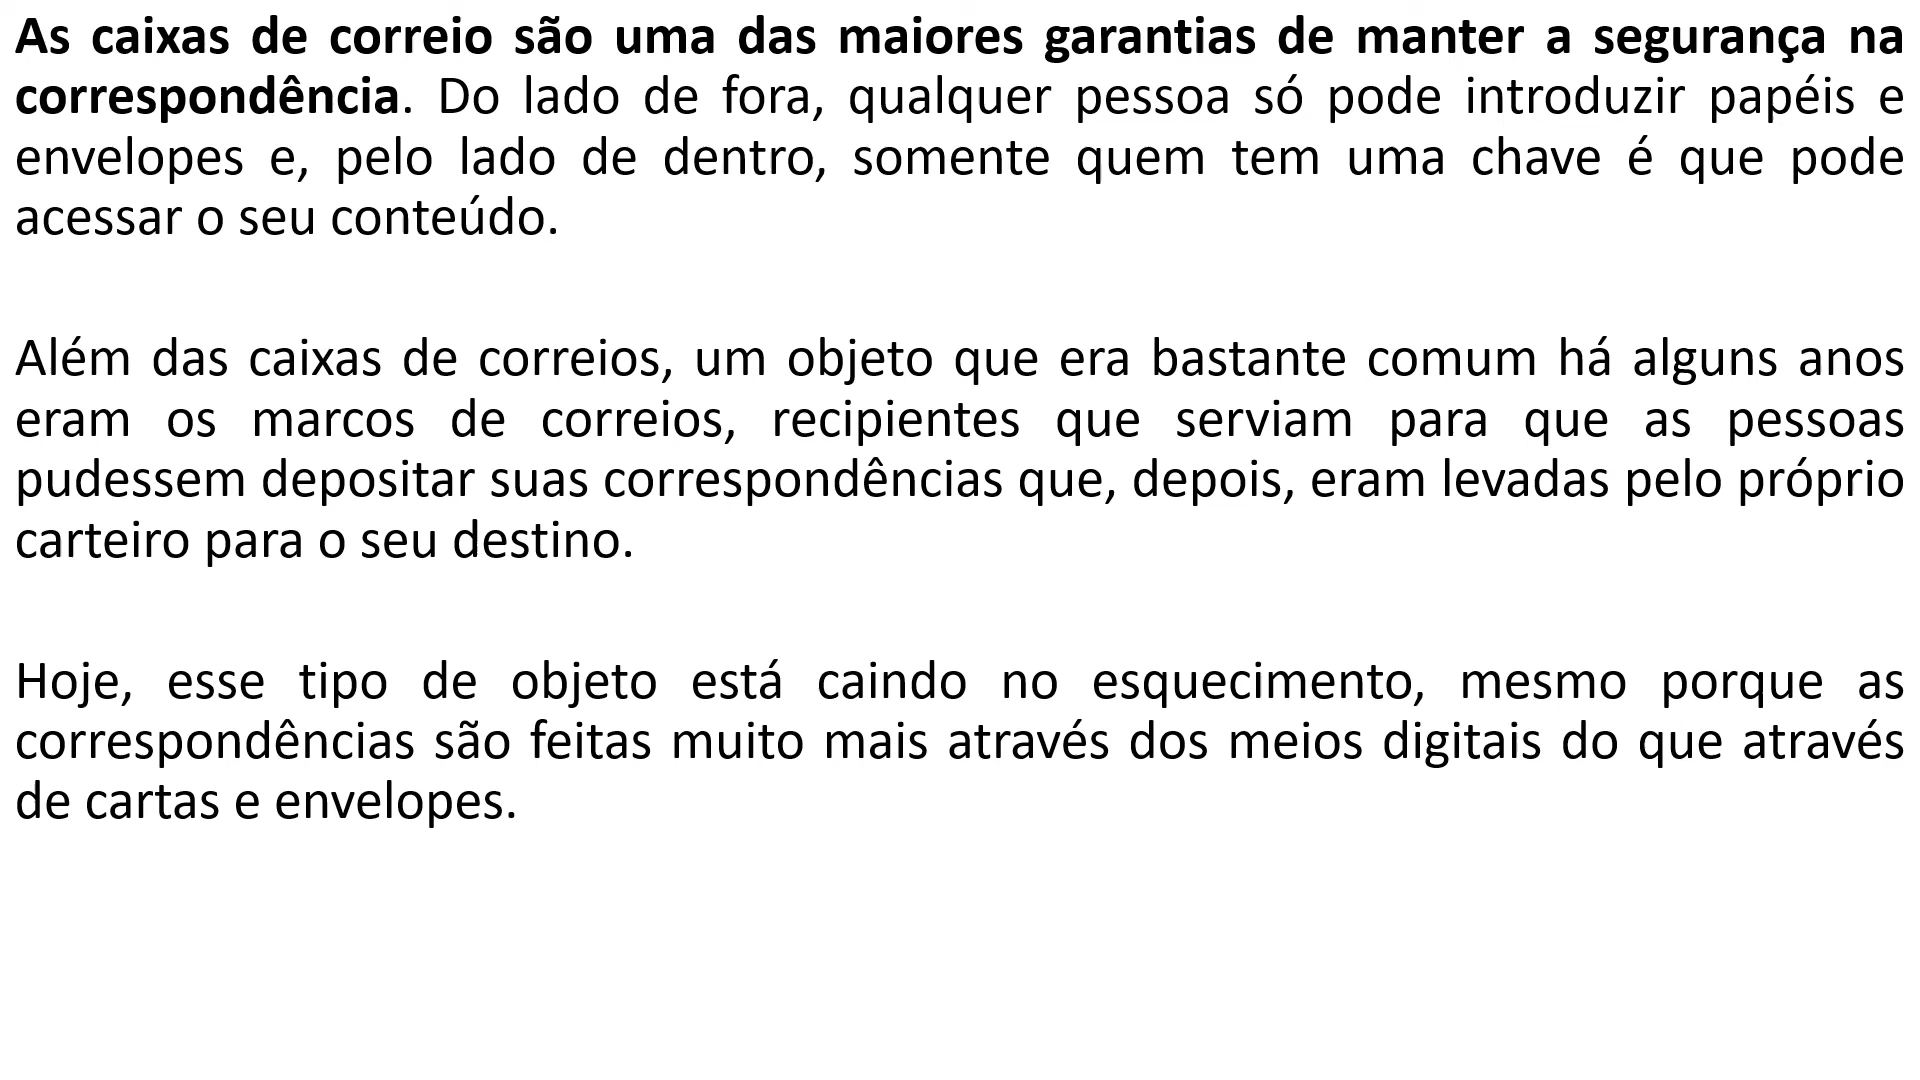 As caixas de correio são uma das maiores garantias de manter a segurança na
correspondência. Do lado de fora, qualquer pessoa só pode introduzir papéis e
envelopes e, pelo lado de dentro, somente quem tem uma chave é que pode
acessar o seu conteúdo.
Além das caixas de correios, um objeto que era bastante comum há alguns anos
eram os marcos de correios, recipientes que serviam para que as pessoas
pudessem depositar suas correspondências que, depois, eram levadas pelo próprio
carteiro para o seu destino.
Hoje, esse tipo de objeto está caindo no esquecimento, mesmo porque as
correspondências são feitas muito mais através dos meios digitais do que através
de cartas e envelopes.